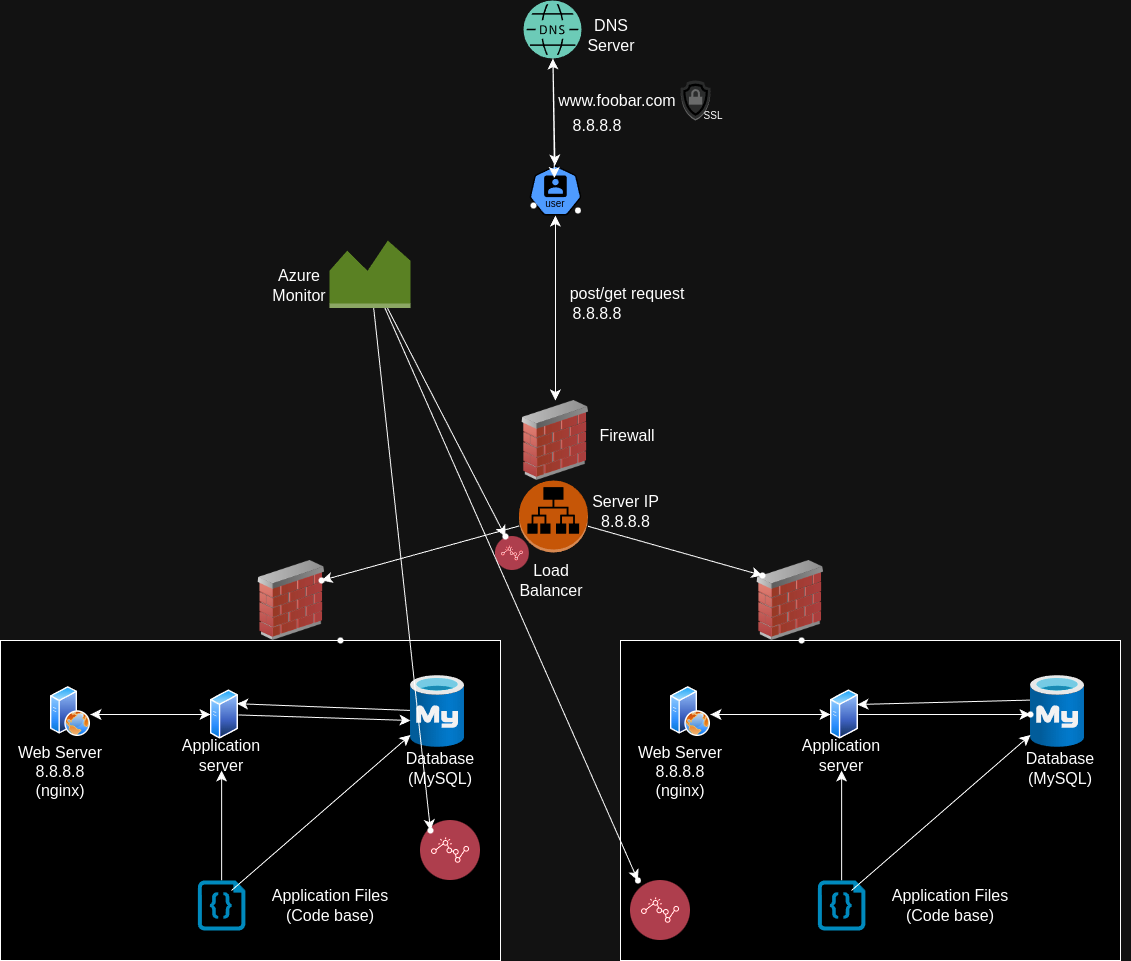 DNS
DNS
Server
www.foobar.com
SSL
8.8.8.8
user
Azure
Monitor
post/get request
8.8.8.8
Firewall
Server IP
8.8.8.8
Load
Balancer
My
Application
server
Web Server
8.8.8.8
(nginx)
Database
(MySQL)
{}
Application Files
(Code base)
My
Application
server
Web Server
8.8.8.8
(nginx)
Database
(MySQL)
{}
Application Files
(Code base)